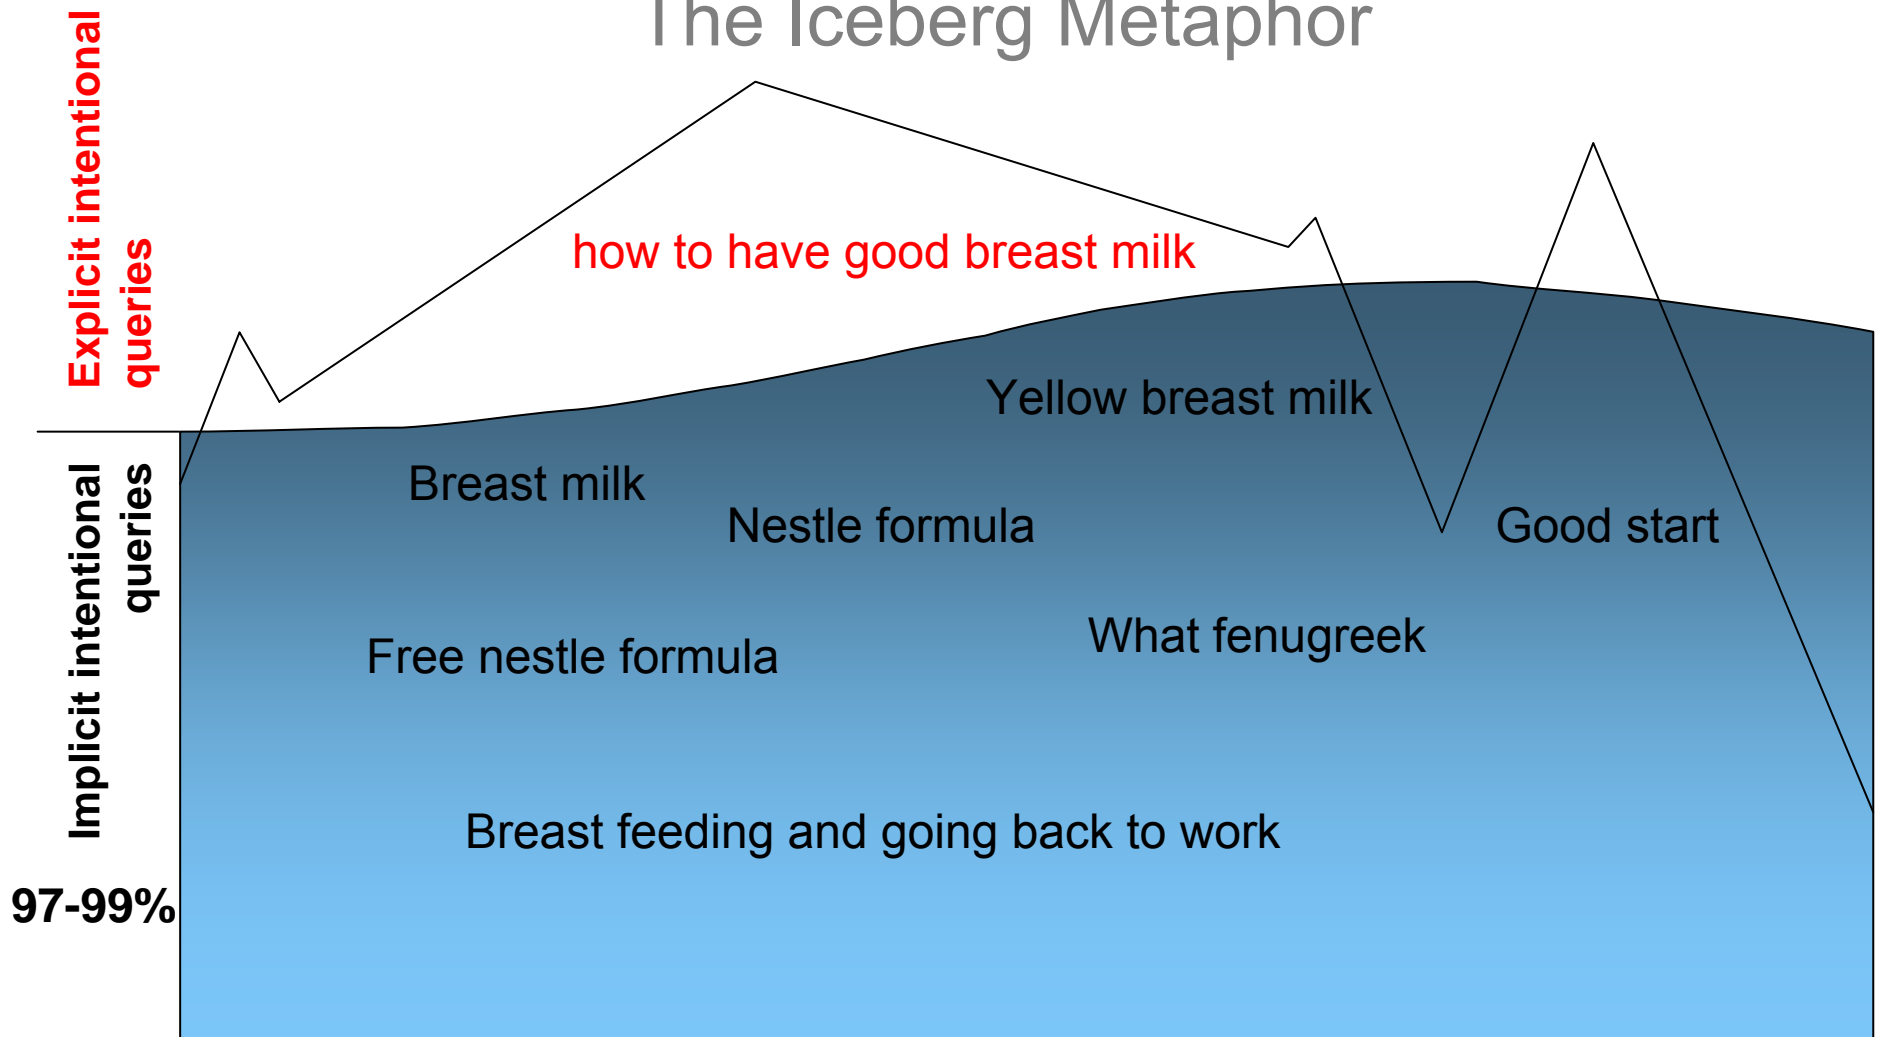 The Iceberg Metaphor
Explicit intentional
queries
how to have good breast milk
Yellow breast milk
Breast milk
Nestle formula
Good start
Implicit intentional
queries
What fenugreek
Free nestle formula
Breast feeding and going back to work
97-99%